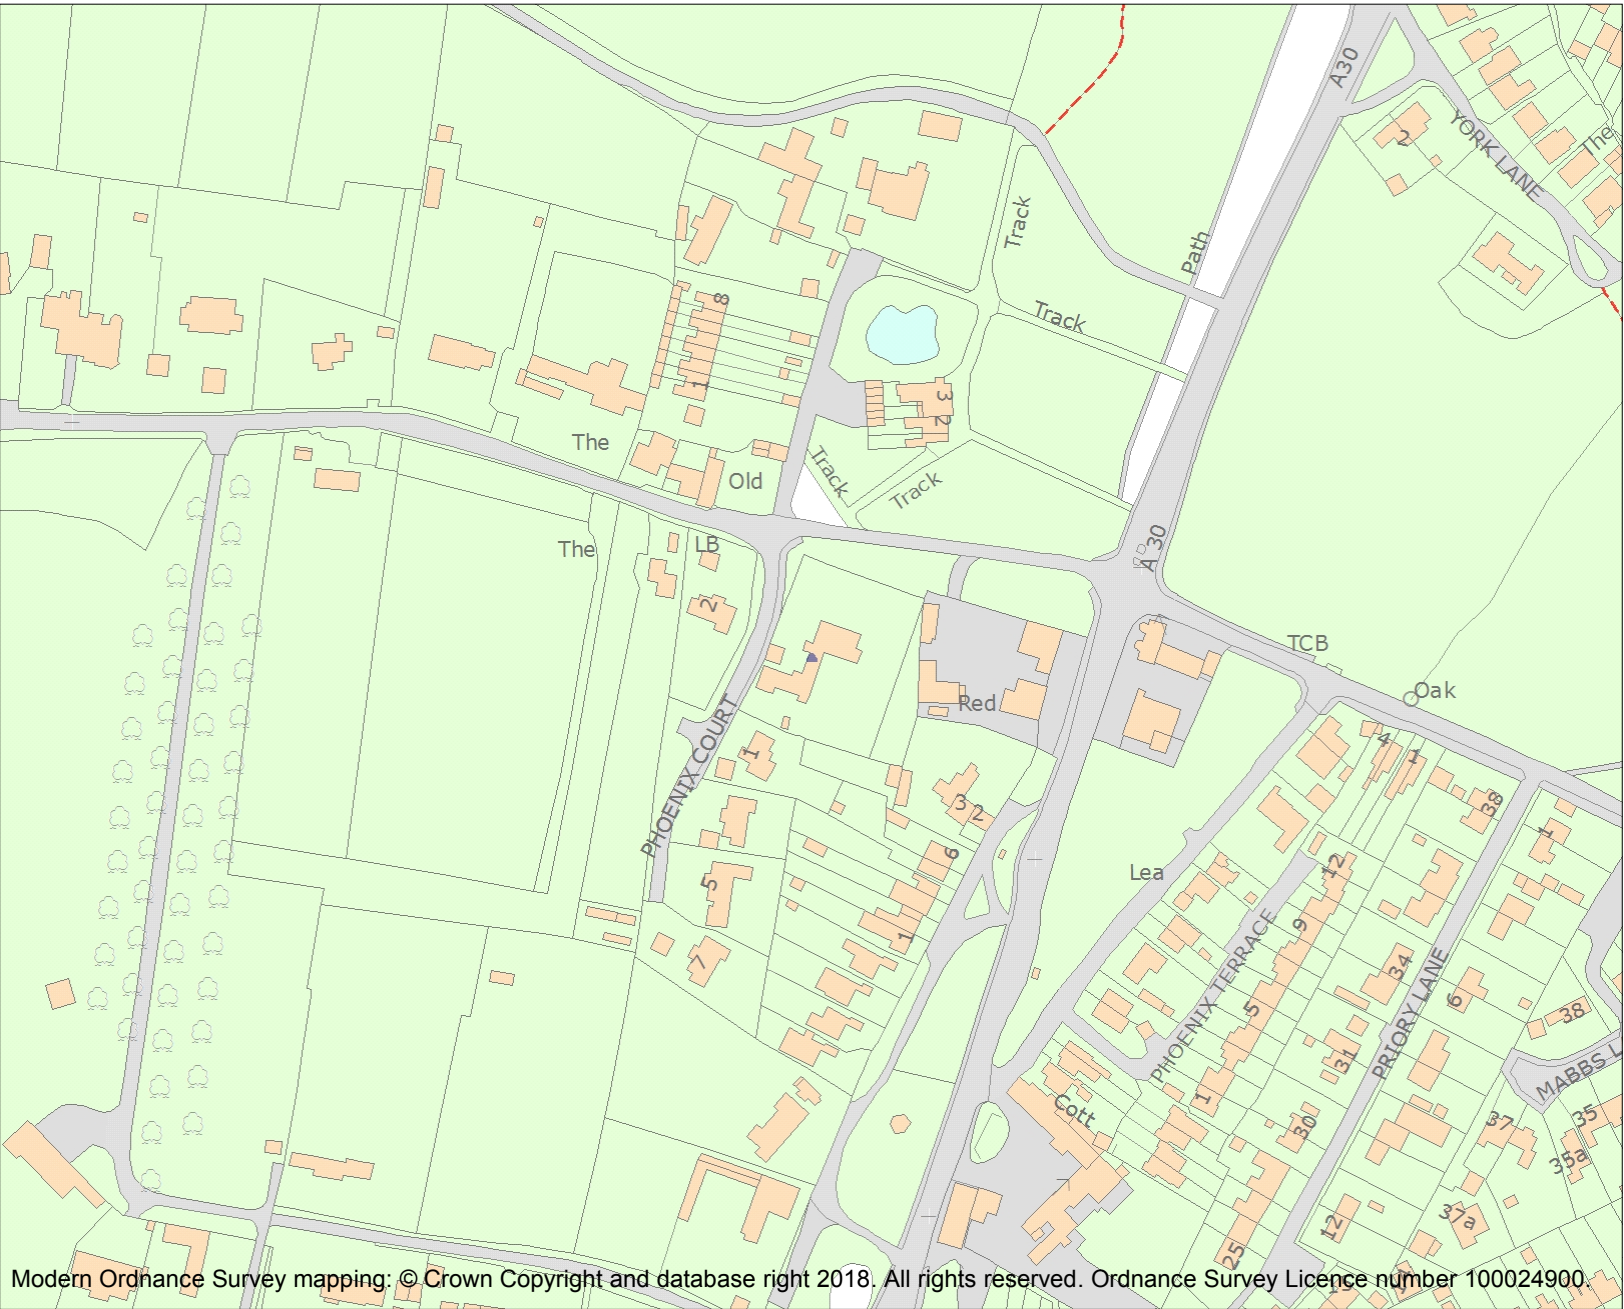 A30
YORK LANE
2
The
Track
Path
Track
8
1
3
2
The
Old
Track
Track
The
LB
2
A 30
TCB
Oak
Red
PHOENIX COURT
1
4
1
39
1
3
2
6
Lea
12
5
1
9
34
7
PHOENIX TERRACE
PRIORY LANE
6
5
38
31
MABBS L
1
Cott
30
37
35
35a
37a
12
25
Modern Ordnance Survey mapping: © Crown Copyright and database right 2018. All rights reserved. Ordnance Survey Licence number 100024900.